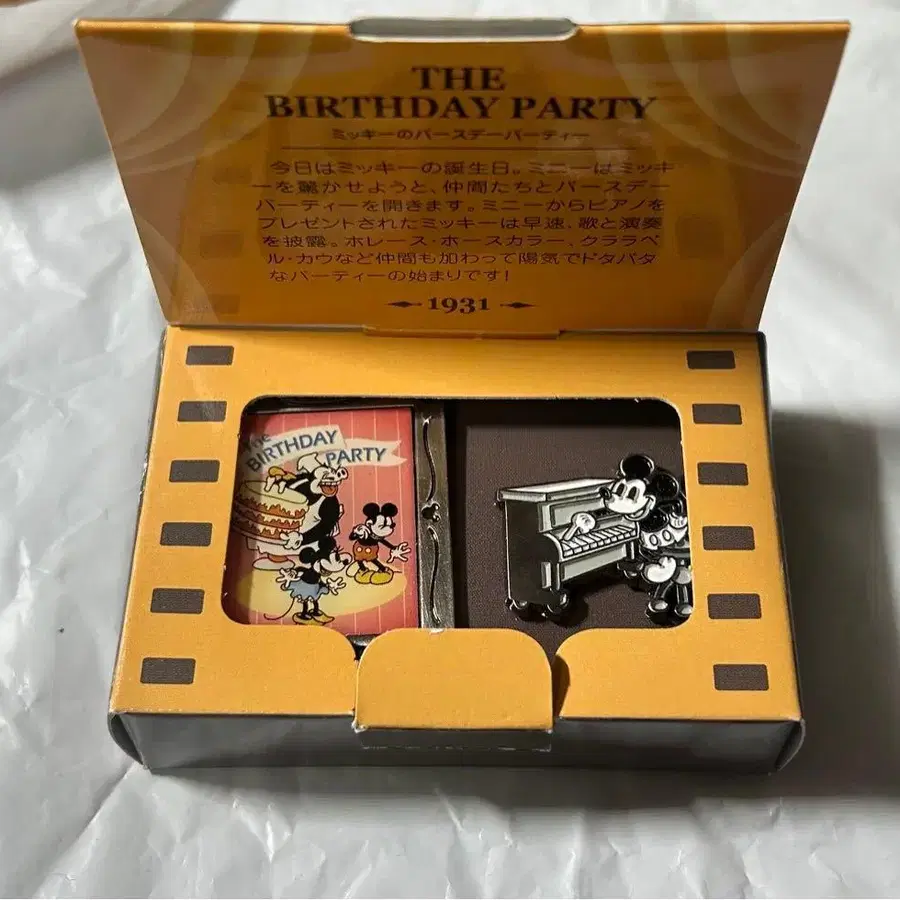 THE
BIRTHDAY PARTY
ミッキーのバースデーパーティー
今日はミッキーの誕生日。ミニーはミッキ
ーを驚かせようと、仲間たちとバースデー
パーティーを開きます。ミニーからピアノを
プレゼントされたミッキーは早速、歌と演奏
を披露。ホレース・ホースカラー、クララベ
ル・カウなど仲間も加わって陽気でドタバタ
なパーティーの始まりです!
1931
The
BIRTHDAY
PARTY